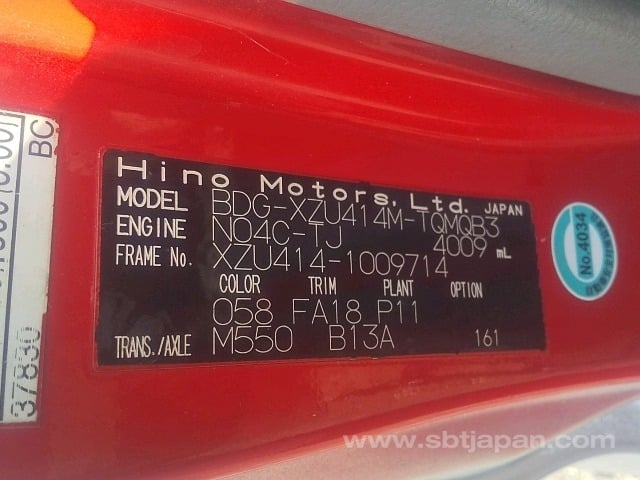 Hino Motors, Ltd. JAPAN
MODEL BDG-XZU414M-TQMQB3
ENGINE N04C-TJ 4009 mL
FRAME No. XZU414-1009714
COLOR TRIM PLANT OPTION
058 FA18 P11
TRANS./AXLE M550 B13A 161
No.4034
BC
37830
www.sbtjapan.com